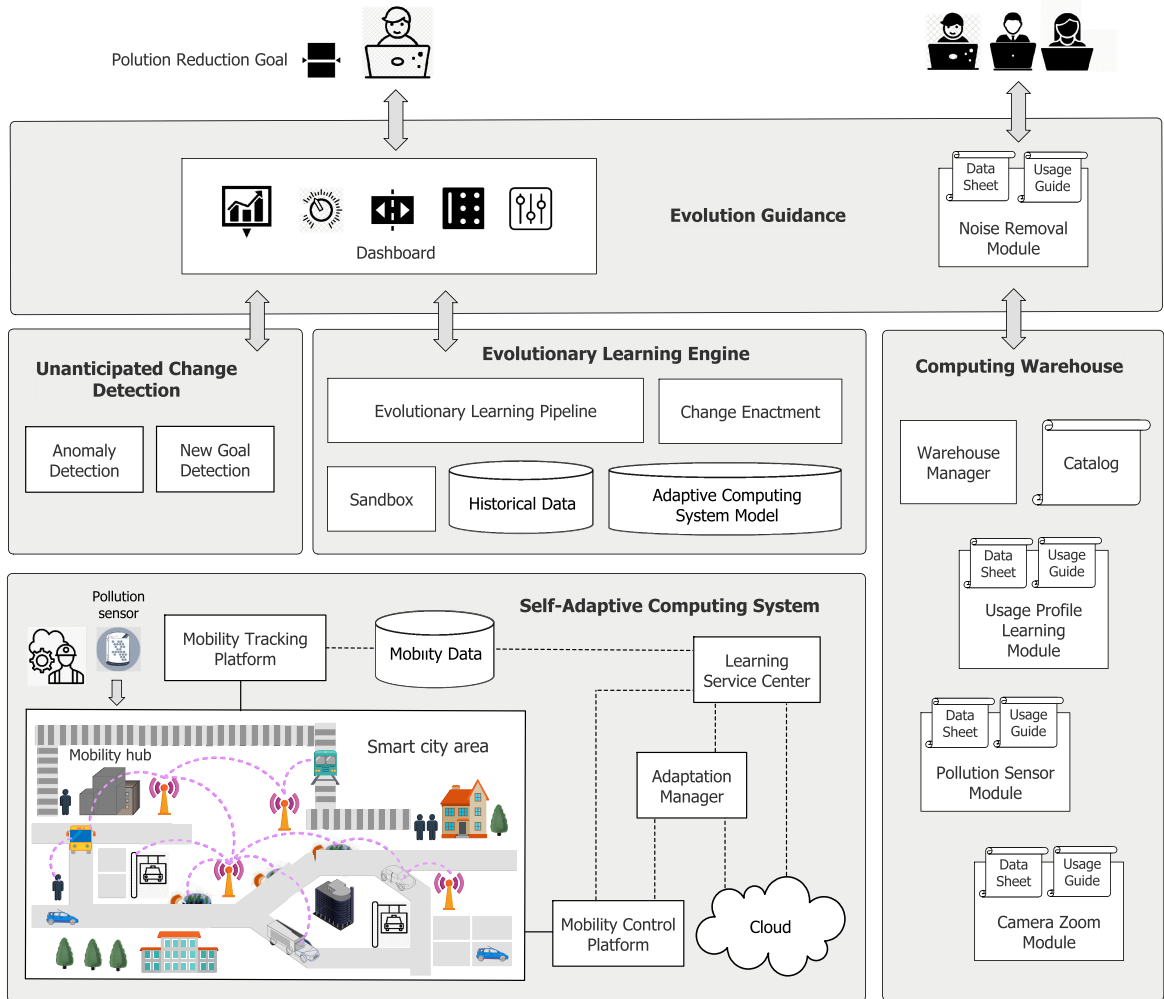 Polution Reduction Goal
Data
Sheet
Usage
Guide
Evolution Guidance
Noise Removal
Module
Dashboard
Unanticipated Change
Detection
Anomaly
Detection
New Goal
Detection
Evolutionary Learning Engine
Evolutionary Learning Pipeline
Change Enactment
Sandbox
Historical Data
Adaptive Computing
System Model
Computing Warehouse
Warehouse
Manager
Catalog
Data
Sheet
Usage
Guide
Usage Profile
Learning
Module
Data
Sheet
Usage
Guide
Pollution Sensor
Module
Data
Sheet
Usage
Guide
Camera Zoom
Module
Self-Adaptive Computing System
Pollution
sensor
Mobility Tracking
Platform
Mobility Data
Learning
Service Center
Smart city area
Mobility hub
Adaptation
Manager
Mobility Control
Platform
Cloud